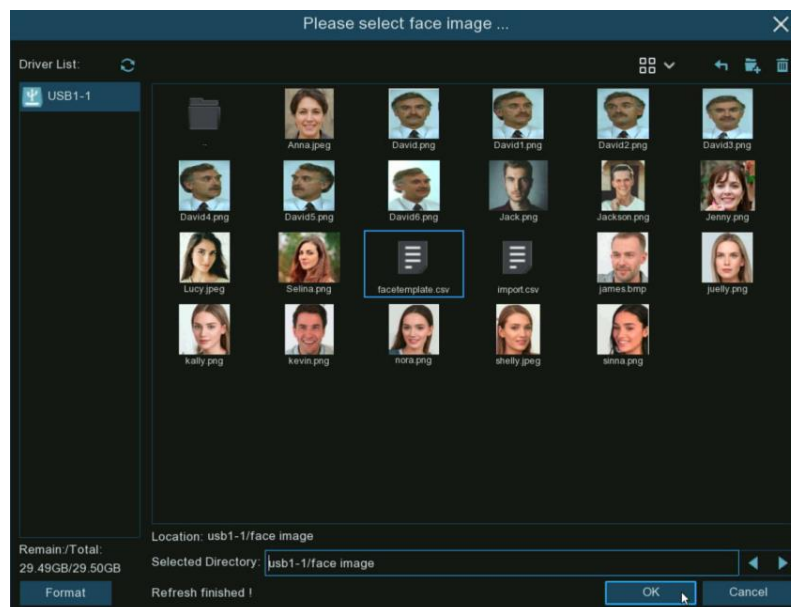 Please select face image ...
Driver List:
USB1-1
Anna.jpeg David.png David1.png David2.png David3.png
David4.png David5.png David6.png Jack.png Jackson.png Jenny.png
Lucy.jpeg Selina.png facetemplate.csv import.csv james.bmp juelly.png
kally.png kevin.png nora.png shelly.jpeg sinna.png
Location: usb1-1/face image
Remain:/Total:
29.49GB/29.50GB
Selected Directory: usb1-1/face image
Format Refresh finished ! OK Cancel